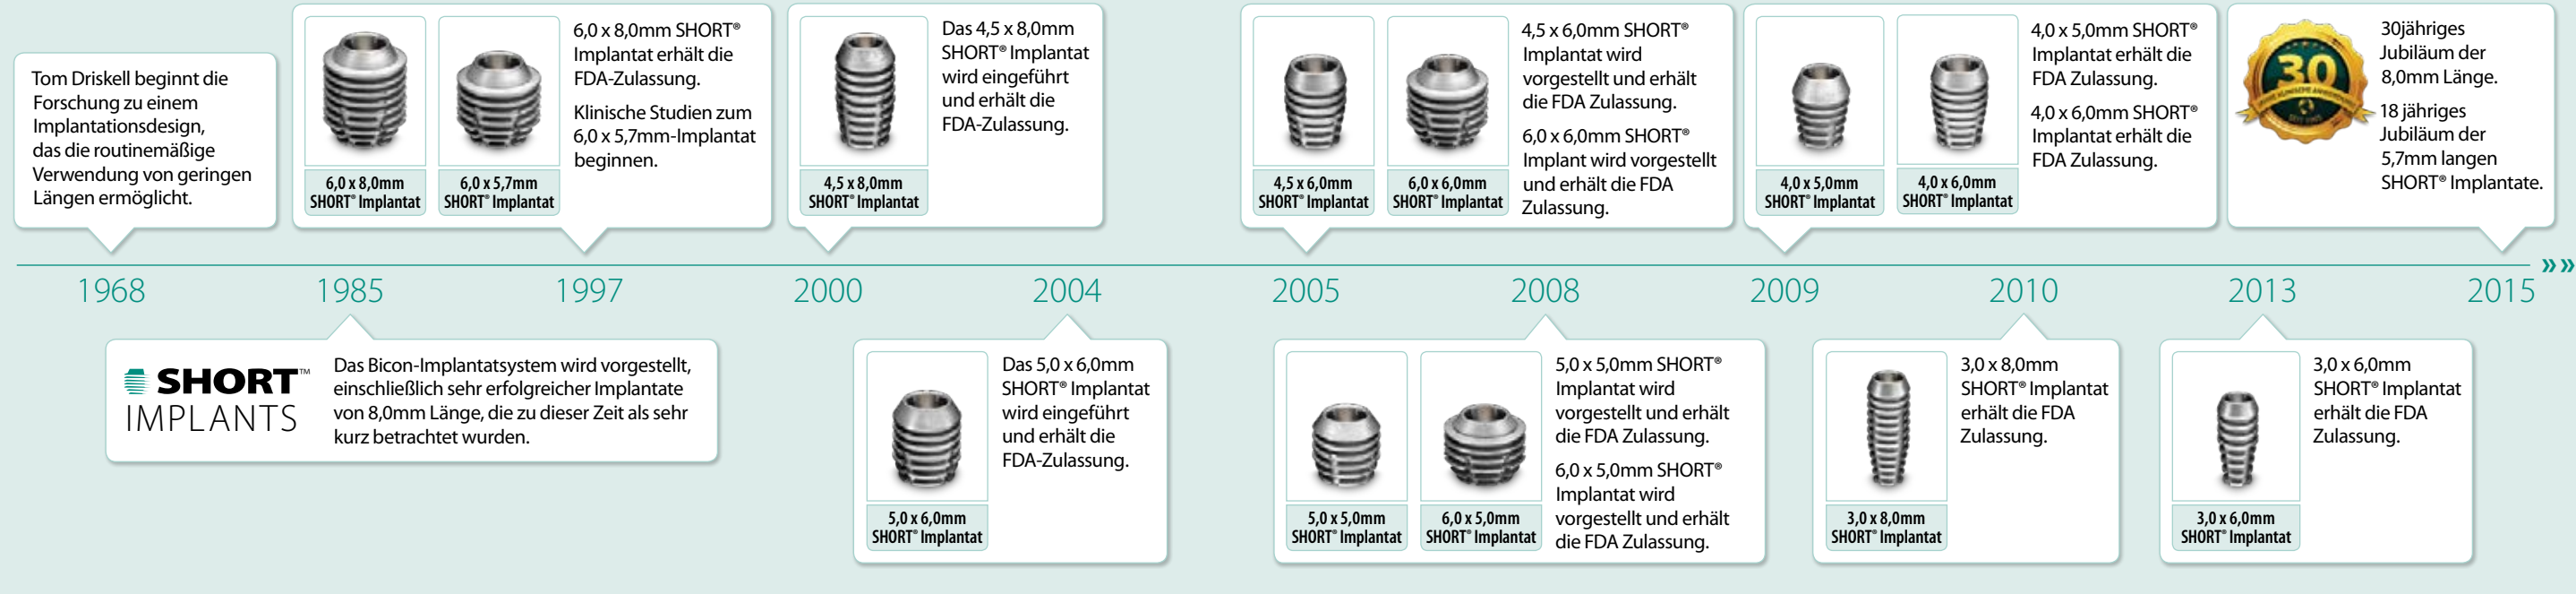 Tom Driskell beginnt die
Forschung zu einem
Implantationsdesign,
das die routinemäßige
Verwendung von geringen
Längen ermöglicht.
6,0 x 8,0mm
SHORT® Implantat
6,0 x 5,7mm
SHORT® Implantat
6,0 x 8,0mm SHORT®
Implantat erhält die
FDA-Zulassung.
Klinische Studien zum
6,0 x 5,7mm-Implantat
beginnen.
4,5 x 8,0mm
SHORT® Implantat
Das 4,5 x 8,0mm
SHORT® Implantat
wird eingeführt
und erhält die
FDA-Zulassung.
4,5 x 6,0mm
SHORT® Implantat
6,0 x 6,0mm
SHORT® Implantat
4,5 x 6,0mm SHORT®
Implantat wird
vorgestellt und erhält
die FDA Zulassung.
6,0 x 6,0mm SHORT®
Implant wird vorgestellt
und erhält die FDA
Zulassung.
4,0 x 5,0mm
SHORT® Implantat
4,0 x 6,0mm
SHORT® Implantat
4,0 x 5,0mm SHORT®
Implantat erhält die
FDA Zulassung.
4,0 x 6,0mm SHORT®
Implantat erhält die
FDA Zulassung.
30
30jähriges
Jubiläum der
8,0mm Länge.
18 jähriges
Jubiläum der
5,7mm langen
SHORT® Implantate.
1968
1985
1997
2000
2004
2005
2008
2009
2010
2013
2015
»»
SHORT™
IMPLANTS
Das Bicon-Implantatsystem wird vorgestellt,
einschließlich sehr erfolgreicher Implantate
von 8,0mm Länge, die zu dieser Zeit als sehr
kurz betrachtet wurden.
5,0 x 6,0mm
SHORT® Implantat
Das 5,0 x 6,0mm
SHORT® Implantat
wird eingeführt
und erhält die
FDA-Zulassung.
5,0 x 5,0mm
SHORT® Implantat
6,0 x 5,0mm
SHORT® Implantat
5,0 x 5,0mm SHORT®
Implantat wird
vorgestellt und erhält
die FDA Zulassung.
6,0 x 5,0mm SHORT®
Implantat wird
vorgestellt und erhält
die FDA Zulassung.
3,0 x 8,0mm
SHORT® Implantat
3,0 x 8,0mm
SHORT® Implantat
erhält die FDA
Zulassung.
3,0 x 6,0mm
SHORT® Implantat
3,0 x 6,0mm
SHORT® Implantat
erhält die FDA
Zulassung.